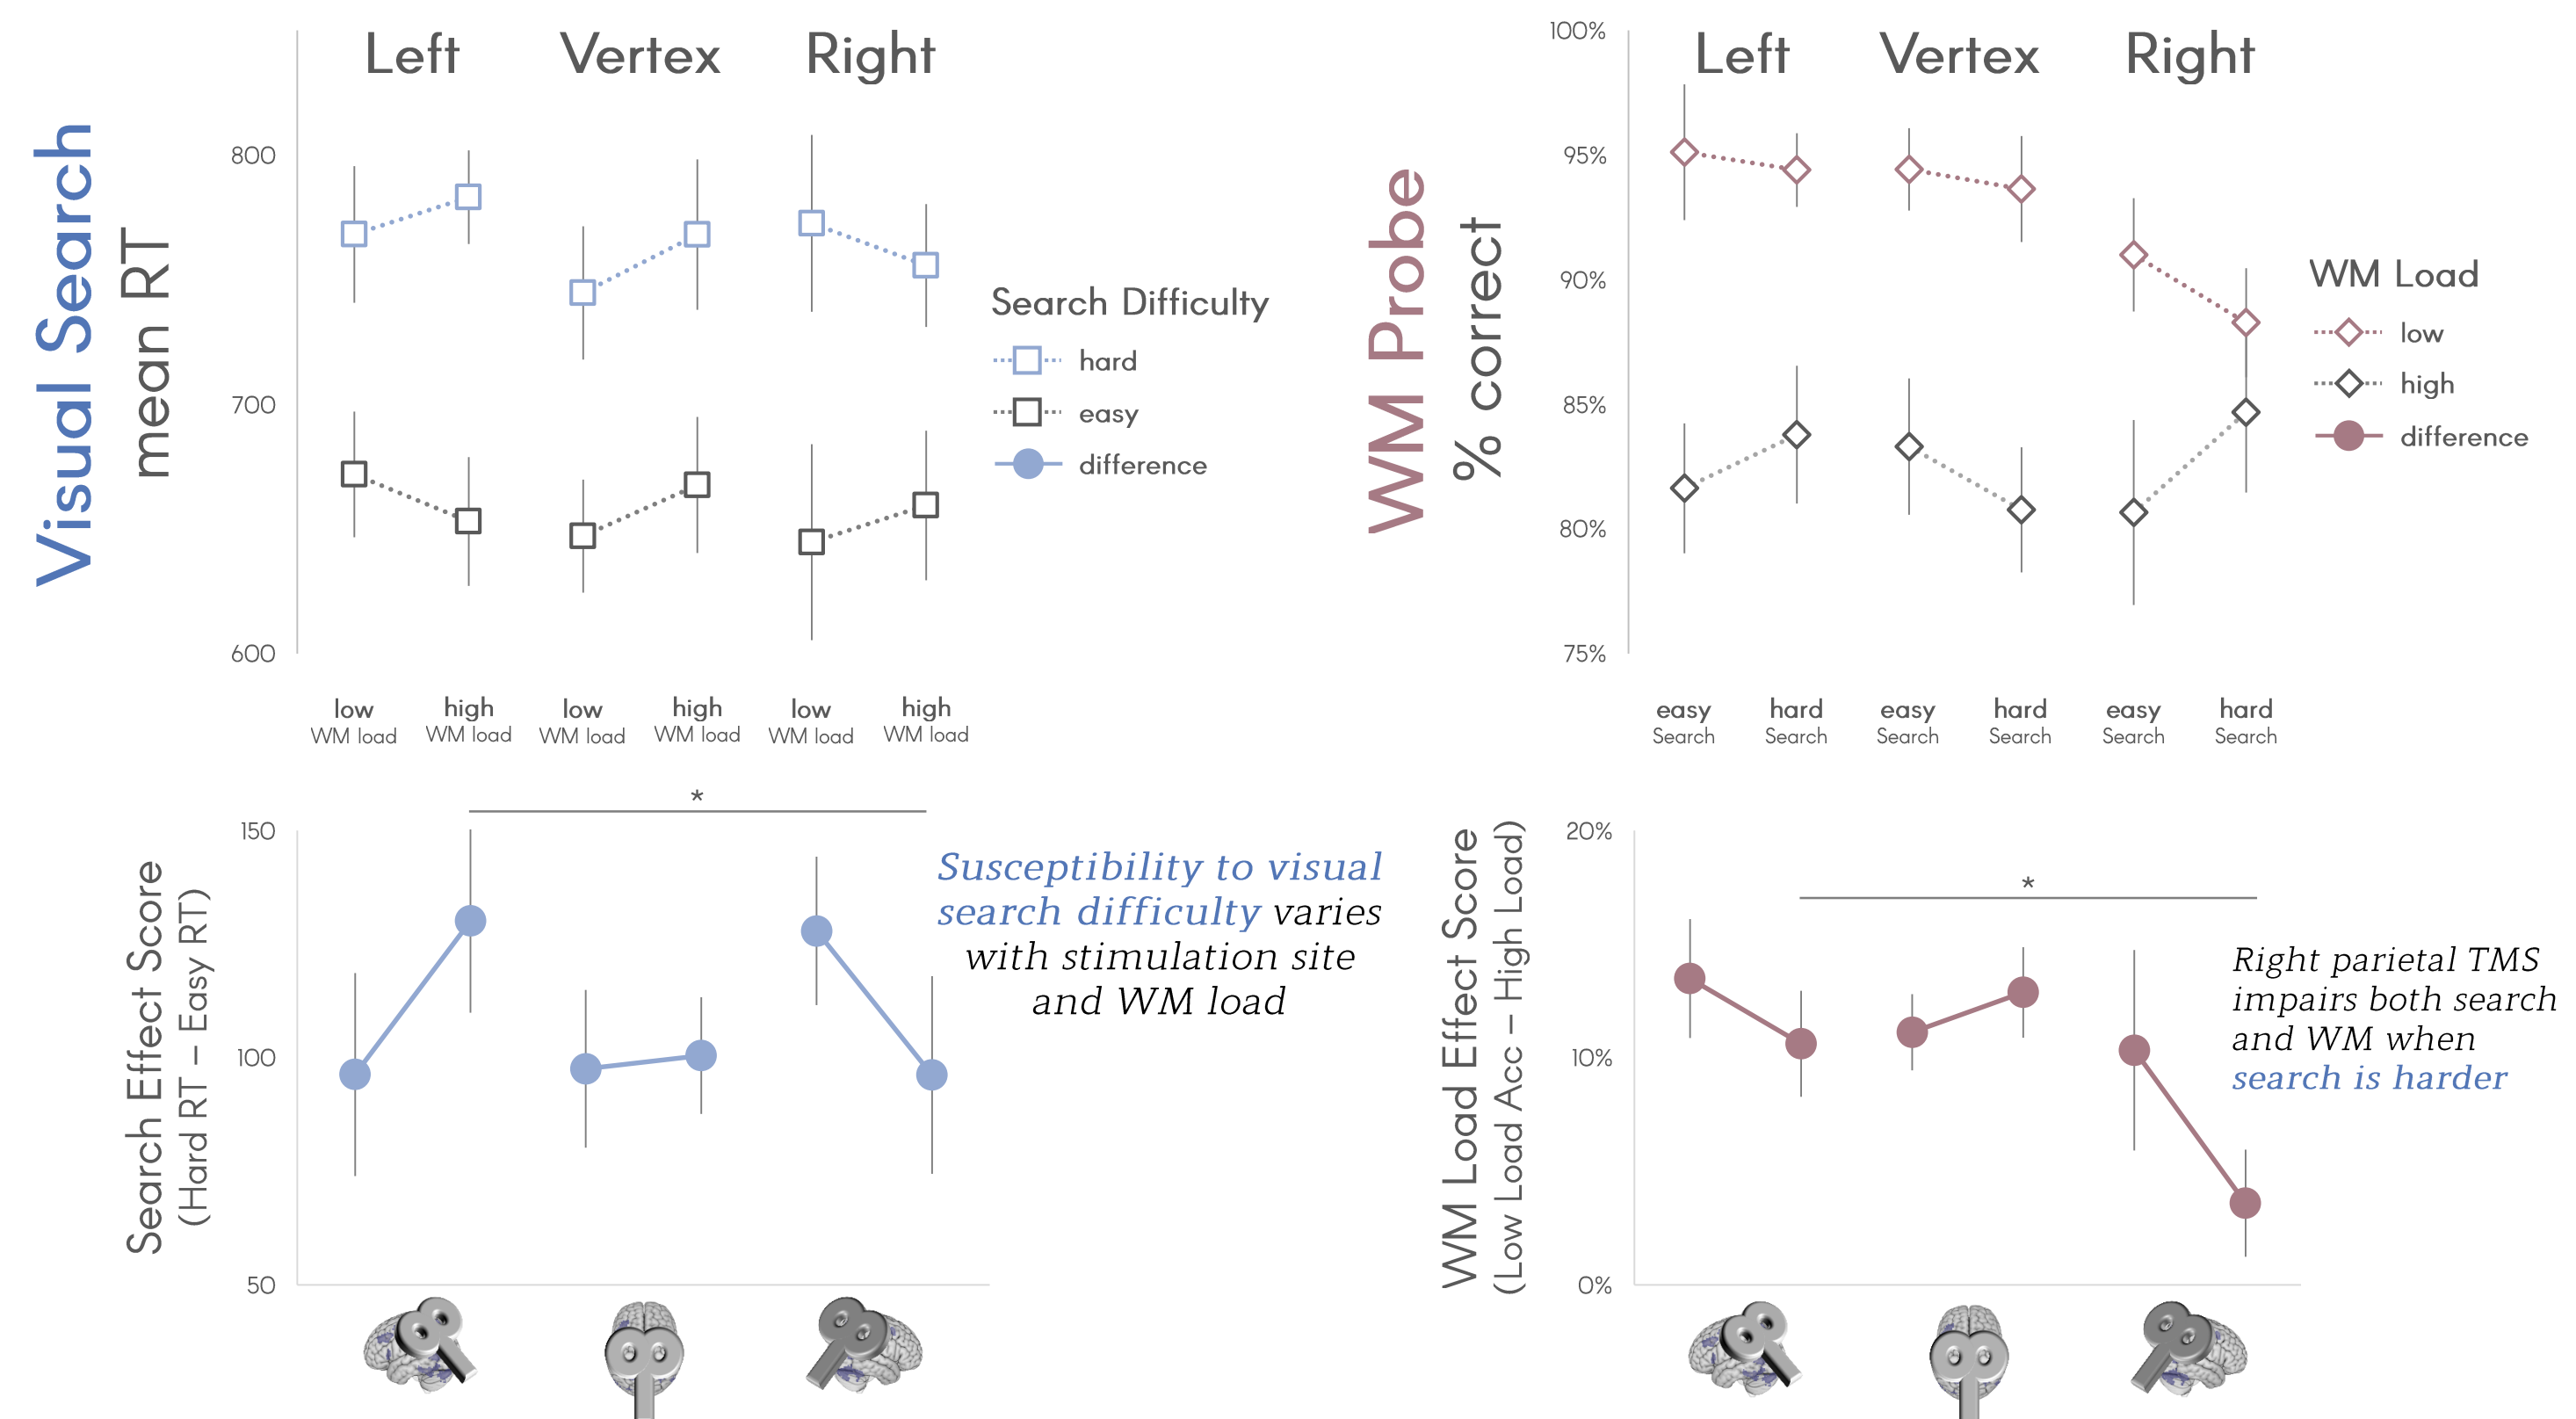 Visual Search
mean RT
Left Vertex Right
800
700
600
low
WM load
high
WM load
low
WM load
high
WM load
low
WM load
high
WM load
Search Difficulty
hard
easy
difference
WM Probe
% correct
100%
95%
90%
85%
80%
75%
Left Vertex Right
easy
Search
hard
Search
easy
Search
hard
Search
easy
Search
hard
Search
WM Load
low
high
difference
Search Effect Score
(Hard RT – Easy RT)
150
100
50
*
Susceptibility to visual
search difficulty varies
with stimulation site
and WM load
WM Load Effect Score
(Low Load Acc – High Load)
20%
10%
0%
*
Right parietal TMS
impairs both search
and WM when
search is harder